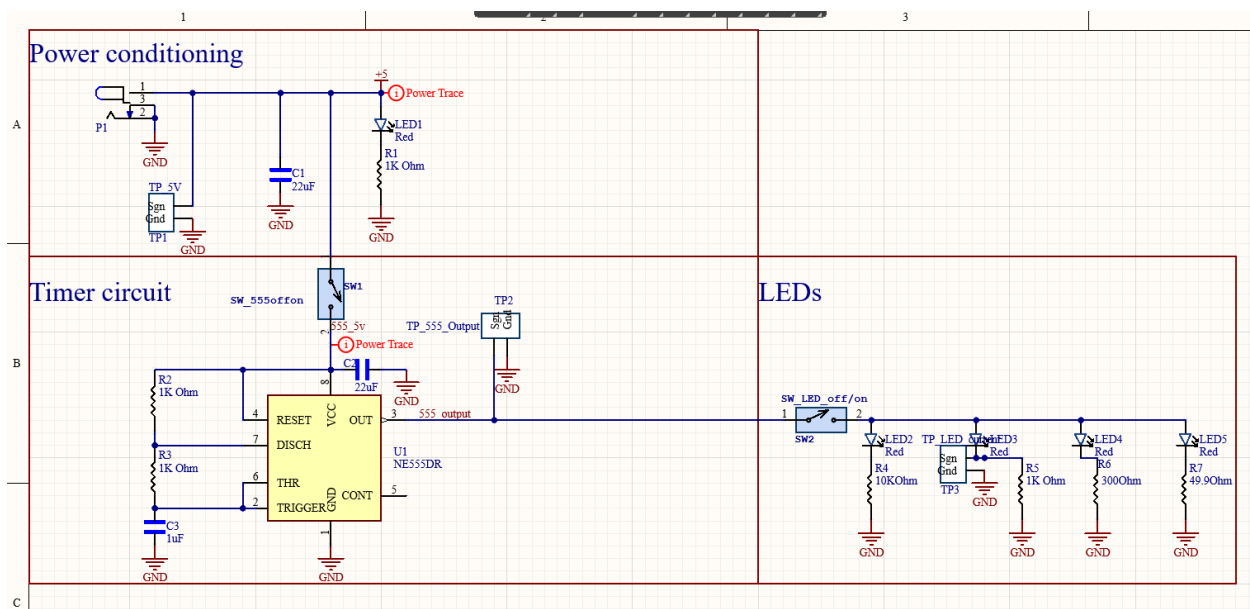 1 2 3
Power conditioning
+5
Power Trace
1
3
2
P1
A
LED1
Red
GND
R1
1K Ohm
C1
22uF
TP_5V
Sgn
Gnd
TP1
GND
GND
GND
Timer circuit
LEDs
SW1
SW_555offon
2
555_5v
Power Trace
TP2
TP_555_Output
Sgn
Gnd
GND
B
C2
22uF
GND
R2
1K Ohm
8
VCC
4 RESET
OUT 3
555_output
7 DISCH
U1
NE555DR
R3
1K Ohm
6 THR
CONT 5
2 TRIGGER
GND
1
C3
1uF
GND
GND
SW_LED_off/on
1 2
SW2
LED2
Red
R4
10KOhm
GND
LED3
Red
Sgn
Gnd
TP3
GND
R5
1K Ohm
GND
LED4
Red
R6
300Ohm
GND
LED5
Red
R7
49.9Ohm
GND
C